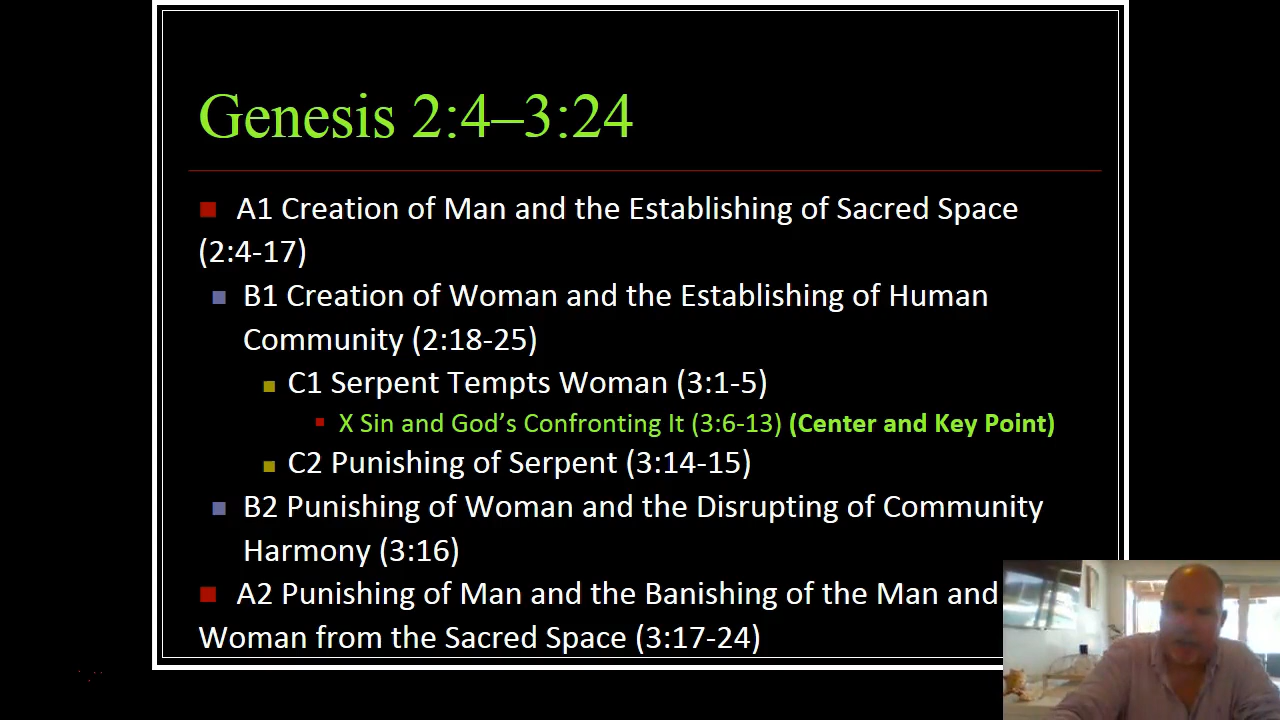 Genesis 2:4–3:24
A1 Creation of Man and the Establishing of Sacred Space
(2:4-17)
B1 Creation of Woman and the Establishing of Human
Community (2:18-25)
C1 Serpent Tempts Woman (3:1-5)
X Sin and God’s Confronting It (3:6-13) (Center and Key Point)
C2 Punishing of Serpent (3:14-15)
B2 Punishing of Woman and the Disrupting of Community
Harmony (3:16)
A2 Punishing of Man and the Banishing of the Man and
Woman from the Sacred Space (3:17-24)